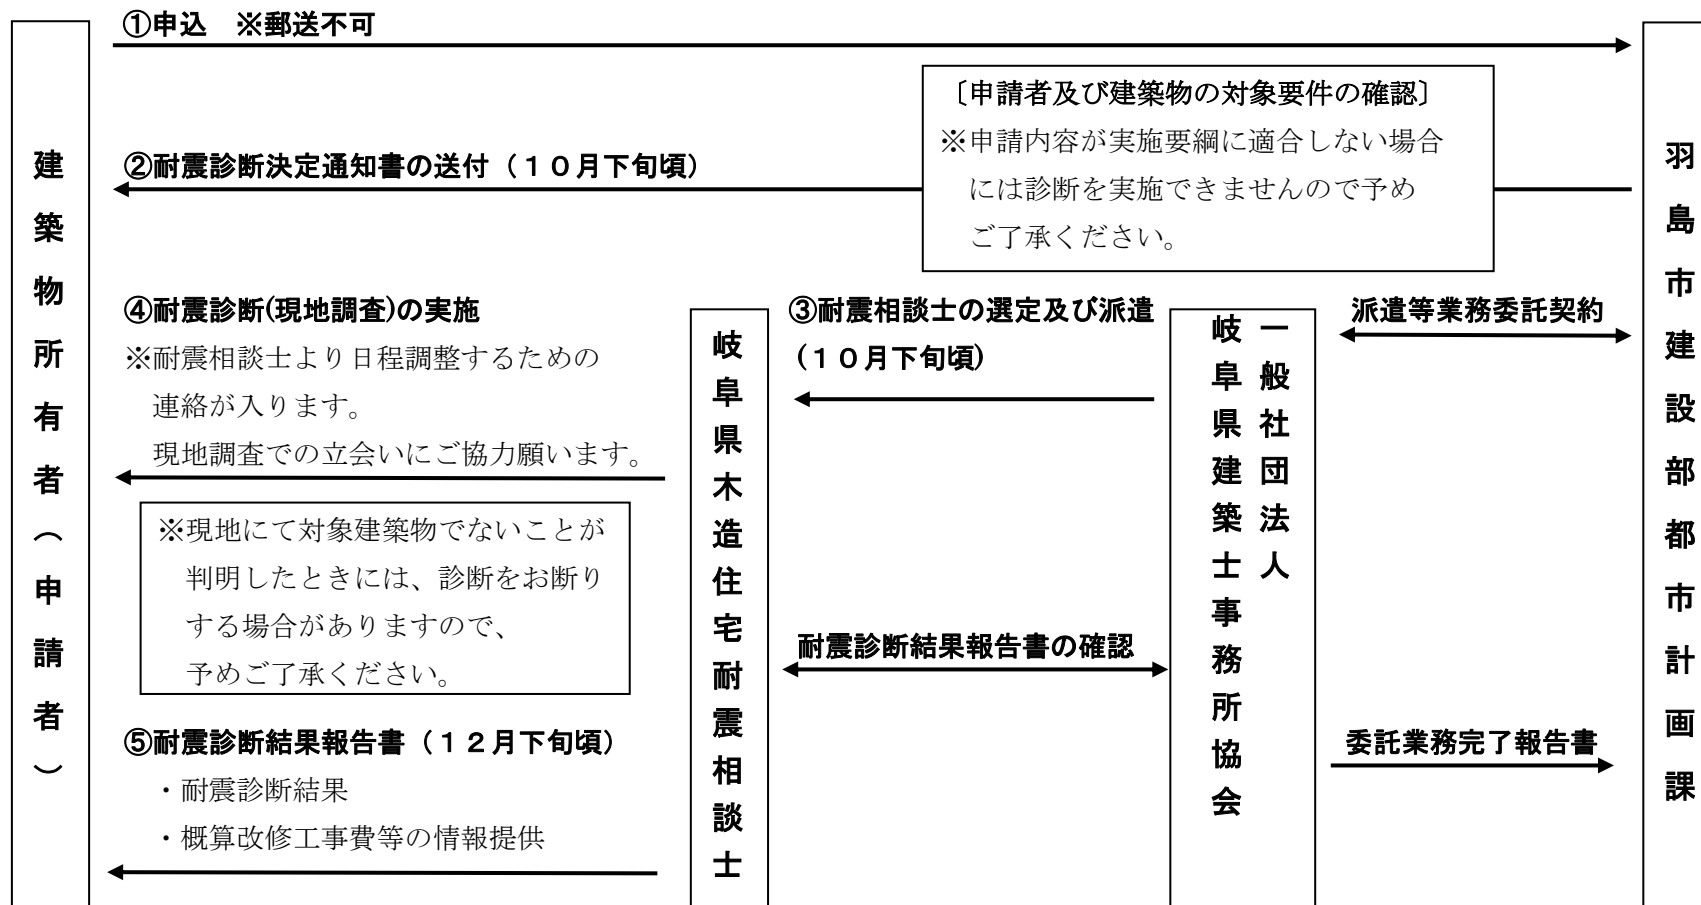 ①申込　※郵送不可
〔申請者及び建築物の対象要件の確認〕
※申請内容が実施要綱に適合しない場合
には診断を実施できませんので予め
ご了承ください。
②耐震診断決定通知書の送付（１０月下旬頃）
建築物所有者（申請者）
④耐震診断(現地調査)の実施
※耐震相談士より日程調整するための
連絡が入ります。
現地調査での立会いにご協力願います。
※現地にて対象建築物でないことが
判明したときには、診断をお断り
する場合がありますので、
予めご了承ください。
⑤耐震診断結果報告書（１２月下旬頃）
・耐震診断結果
・概算改修工事費等の情報提供
岐阜県木造住宅耐震相談士
③耐震相談士の選定及び派遣
（１０月下旬頃）
耐震診断結果報告書の確認
一般社団法人
岐阜県建築士事務所協会
派遣等業務委託契約
委託業務完了報告書
羽島市建設部都市計画課